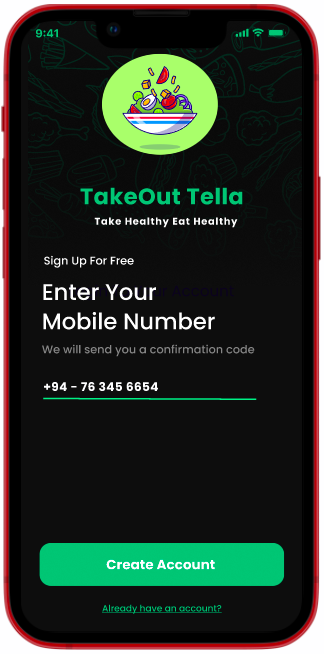 9:41
TakeOut Tella
Take Healthy Eat Healthy
Sign Up For Free
Enter Your
Mobile Number
We will send you a confirmation code
+94 - 76 345 6654
Create Account
Already have an account?